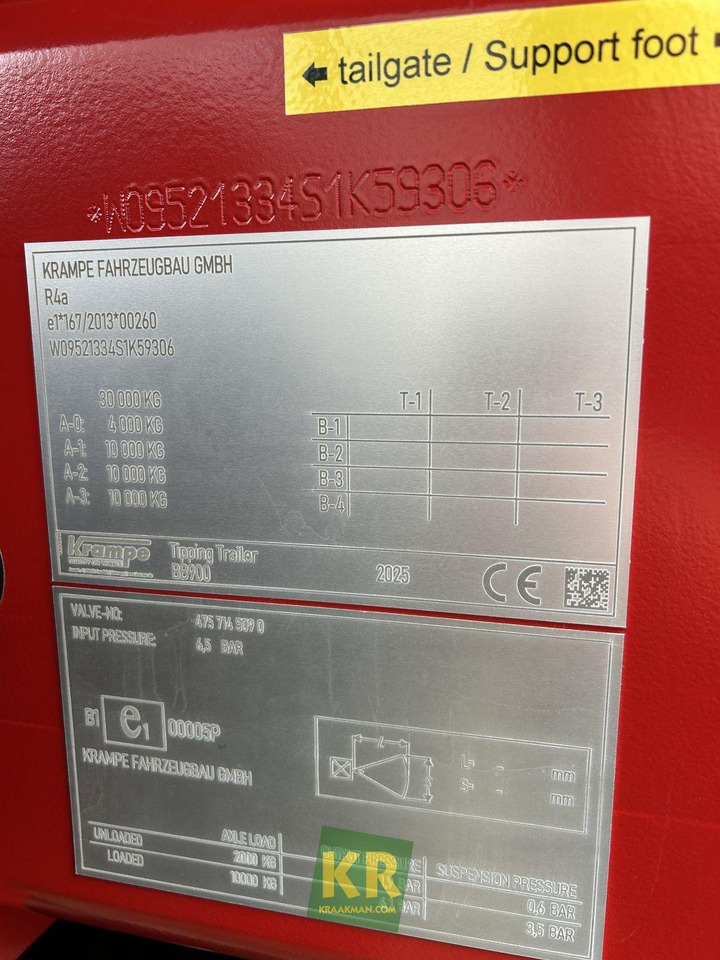 ← tailgate / Support foot
*W09521334S1K59306*
KRAMPE FAHRZEUGBAU GMBH
R4a
e1*167/2013*00260
W09521334S1K59306
30 000 KG
A-0: 4 000 KG
A-1: 10 000 KG
A-2: 10 000 KG
A-3: 10 000 KG
T-1 T-2 T-3
B-1
B-2
B-3
B-4
Krampe
Tipping Trailer
BB900
2025
CE
VALVE-NO: 475 714 509 0
INPUT PRESSURE: 6,5 BAR
B1 e1 00005P
KRAMPE FAHRZEUGBAU GMBH
L
L= - mm
S= - mm
AXLE LOAD PRESSURE SUSPENSION PRESSURE
UNLOADED 2000 KG BAR 0,6 BAR
LOADED 10000 KG BAR 3,5 BAR
KR
KRAAKMAN.COM